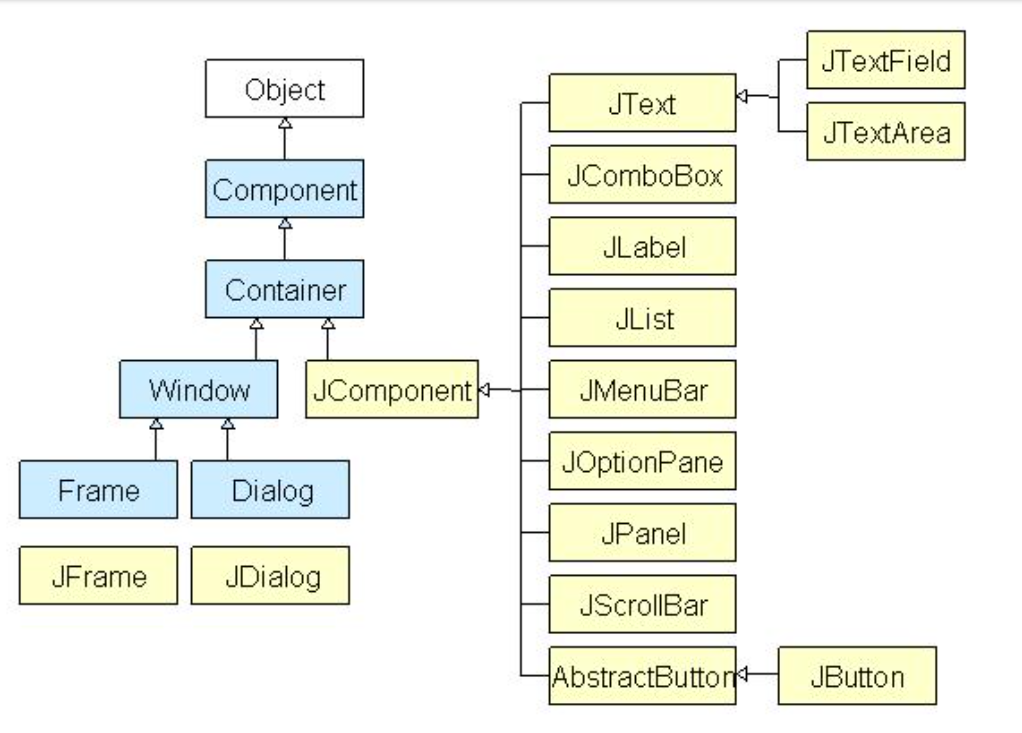 Object
Component
Container
Window
JComponent
Frame
Dialog
JFrame
JDialog
JText
JComboBox
JLabel
JList
JMenuBar
JOptionPane
JPanel
JScrollBar
AbstractButton
JTextField
JTextArea
JButton